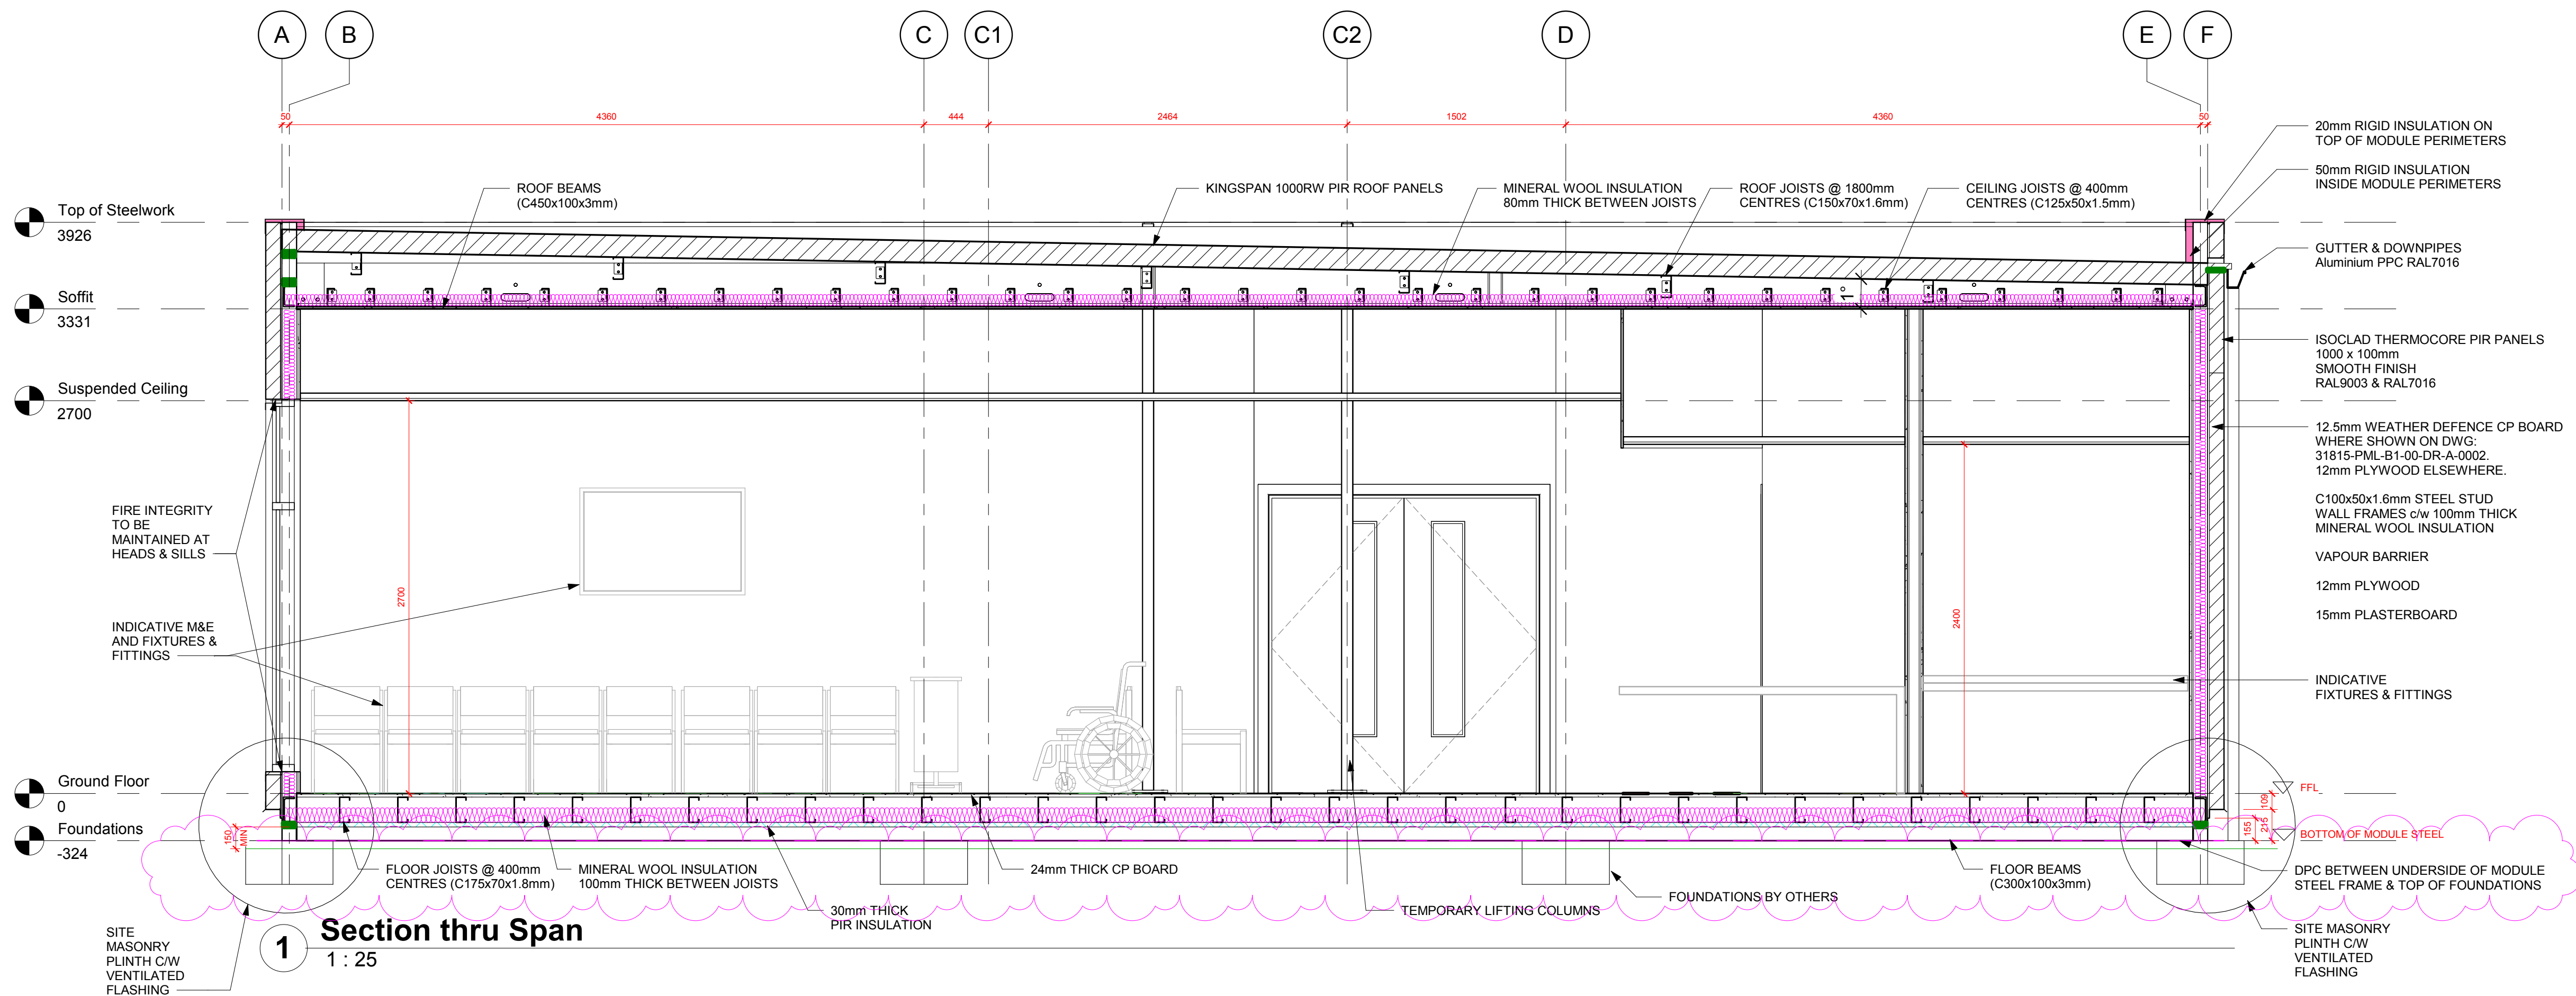 A
B
C
C1
C2
D
E
F
50
4360
444
2464
1502
4360
50
Top of Steelwork
3926
Soffit
3331
Suspended Ceiling
2700
Ground Floor
0
Foundations
-324
ROOF BEAMS
(C450x100x3mm)
KINGSPAN 1000RW PIR ROOF PANELS
MINERAL WOOL INSULATION
80mm THICK BETWEEN JOISTS
ROOF JOISTS @ 1800mm
CENTRES (C150x70x1.6mm)
CEILING JOISTS @ 400mm
CENTRES (C125x50x1.5mm)
20mm RIGID INSULATION ON
TOP OF MODULE PERIMETERS
50mm RIGID INSULATION
INSIDE MODULE PERIMETERS
GUTTER & DOWNPIPES
Aluminium PPC RAL7016
1°
ISOCLAD THERMOCORE PIR PANELS
1000 x 100mm
SMOOTH FINISH
RAL9003 & RAL7016
12.5mm WEATHER DEFENCE CP BOARD
WHERE SHOWN ON DWG:
31815-PML-B1-00-DR-A-0002.
12mm PLYWOOD ELSEWHERE.
C100x50x1.6mm STEEL STUD
WALL FRAMES c/w 100mm THICK
MINERAL WOOL INSULATION
VAPOUR BARRIER
12mm PLYWOOD
15mm PLASTERBOARD
INDICATIVE
FIXTURES & FITTINGS
FIRE INTEGRITY
TO BE
MAINTAINED AT
HEADS & SILLS
INDICATIVE M&E
AND FIXTURES &
FITTINGS
2700
2400
FFL
109
215
155
BOTTOM OF MODULE STEEL
150
MIN
FLOOR JOISTS @ 400mm
CENTRES (C175x70x1.8mm)
MINERAL WOOL INSULATION
100mm THICK BETWEEN JOISTS
30mm THICK
PIR INSULATION
24mm THICK CP BOARD
TEMPORARY LIFTING COLUMNS
FOUNDATIONS BY OTHERS
FLOOR BEAMS
(C300x100x3mm)
DPC BETWEEN UNDERSIDE OF MODULE
STEEL FRAME & TOP OF FOUNDATIONS
SITE
MASONRY
PLINTH C/W
VENTILATED
FLASHING
SITE MASONRY
PLINTH C/W
VENTILATED
FLASHING
1
Section thru Span
1 : 25